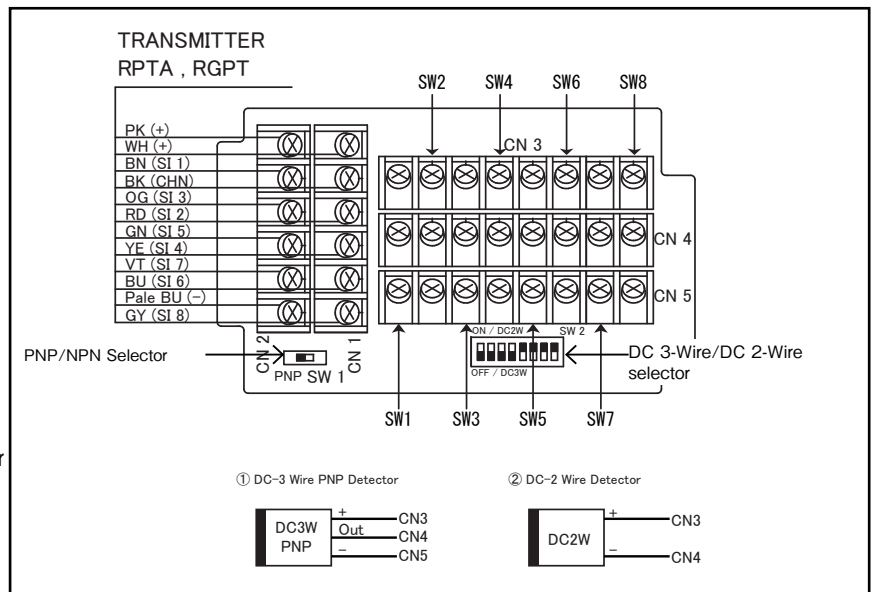 TRANSMITTER
RPTA , RGPT
SW2 SW4 SW6 SW8
CN 3
PK (+)
WH (+)
BN (SI 1)
BK (CHN)
OG (SI 3)
RD (SI 2)
GN (SI 5)
YE (SI 4)
VT (SI 7)
BU (SI 6)
Pale BU (−)
GY (SI 8)
CN 4
CN 5
ON / DC2W SW 2
OFF / DC3W
PNP/NPN Selector
CN 2
PNP SW 1
CN 1
DC 3-Wire/DC 2-Wire
selector
SW1 SW3 SW5 SW7
r
① DC-3 Wire PNP Detector
DC3W
PNP
+ CN3
Out CN4
− CN5
② DC-2 Wire Detector
DC2W
+ CN3
− CN4